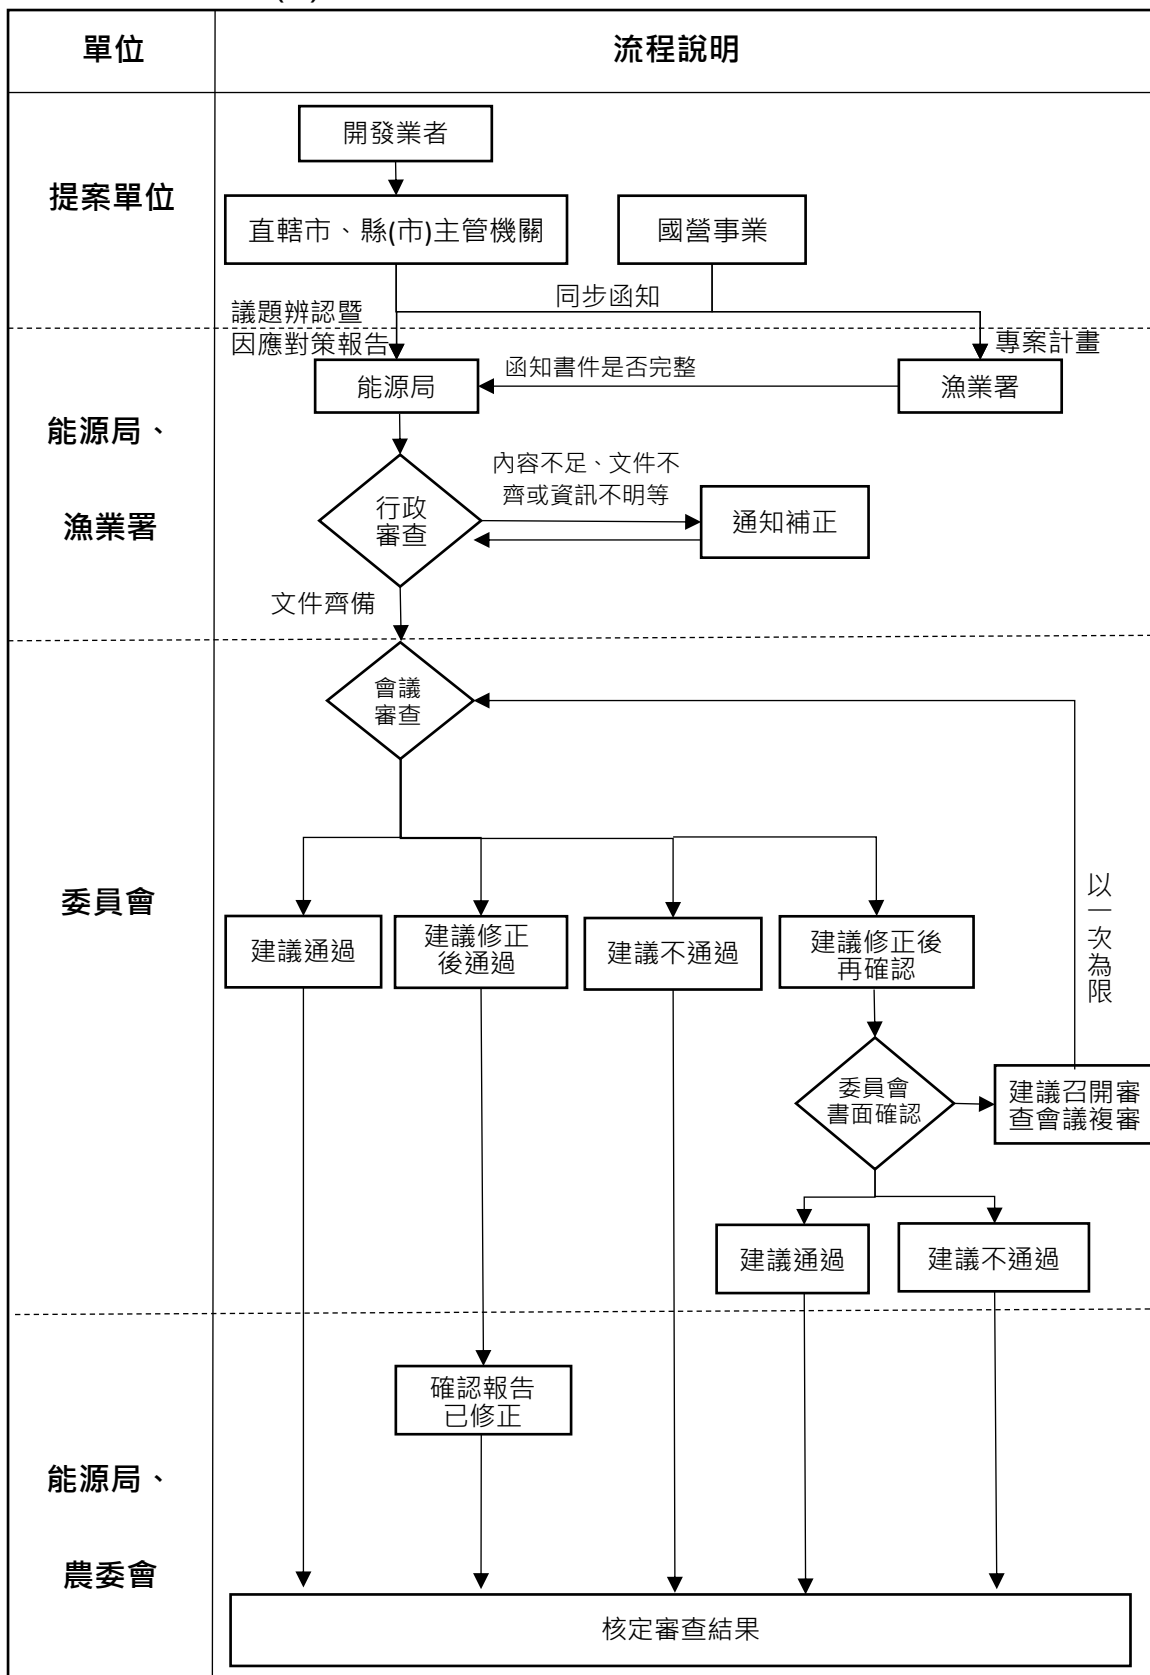 單位
流程說明
開發業者
提案單位
直轄市、縣(市)主管機關
國營事業
同步函知
議題辨認暨
因應對策報告
專案計畫
函知書件是否完整
能源局
漁業署
能源局、
漁業署
內容不足、文件不
齊或資訊不明等
行政
審查
通知補正
文件齊備
會議
審查
委員會
以一次為限
建議通過
建議修正
後通過
建議不通過
建議修正後
再確認
委員會
書面確認
建議召開審
查會議複審
建議通過
建議不通過
確認報告
已修正
能源局、
農委會
核定審查結果